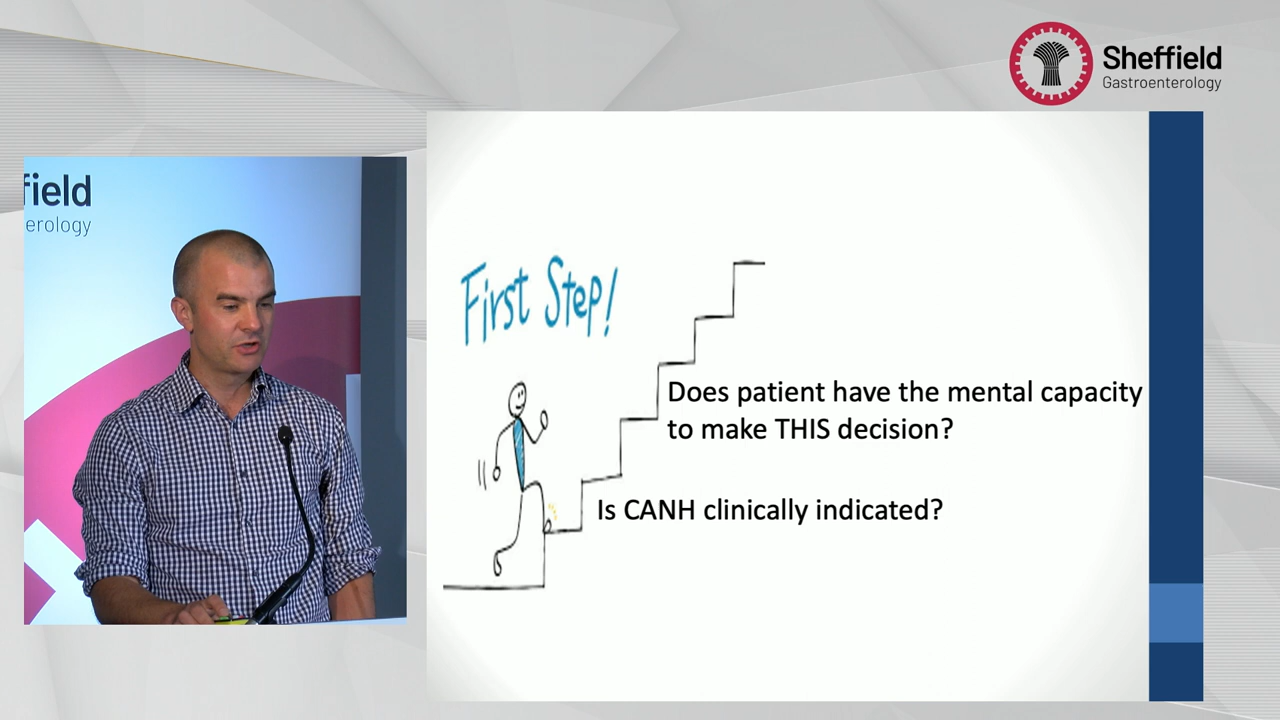 Sheffield
Gastroenterology
field
erology
First Step!
Does patient have the mental capacity
to make THIS decision?
Is CANH clinically indicated?